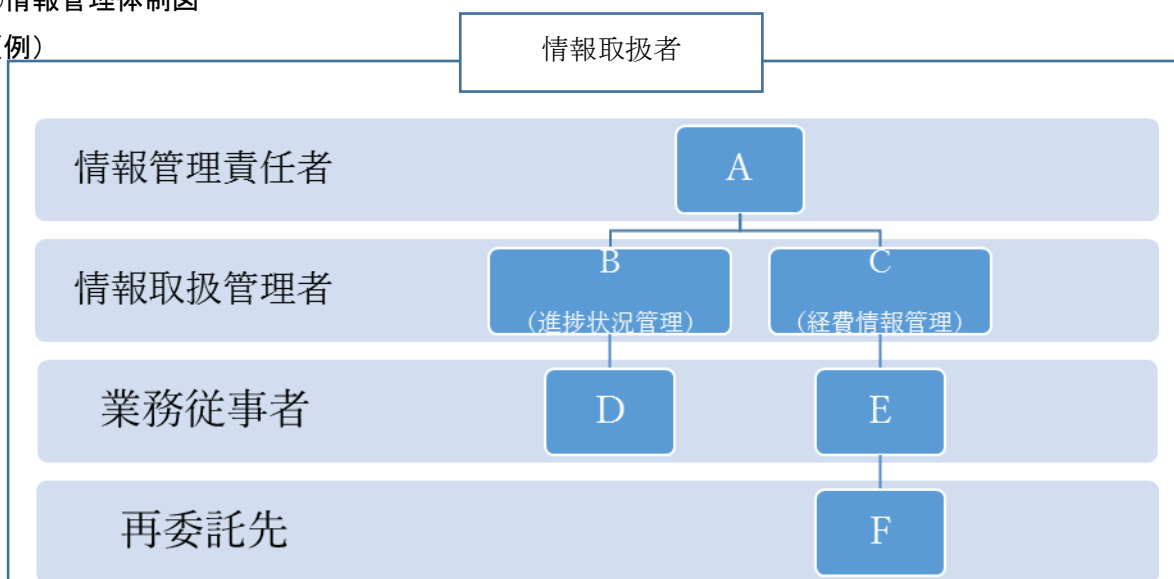 情報管理体制図
（例）
情報取扱者
情報管理責任者
A
情報取扱管理者
B
（進捗状況管理）
C
（経費情報管理）
業務従事者
D
E
再委託先
F